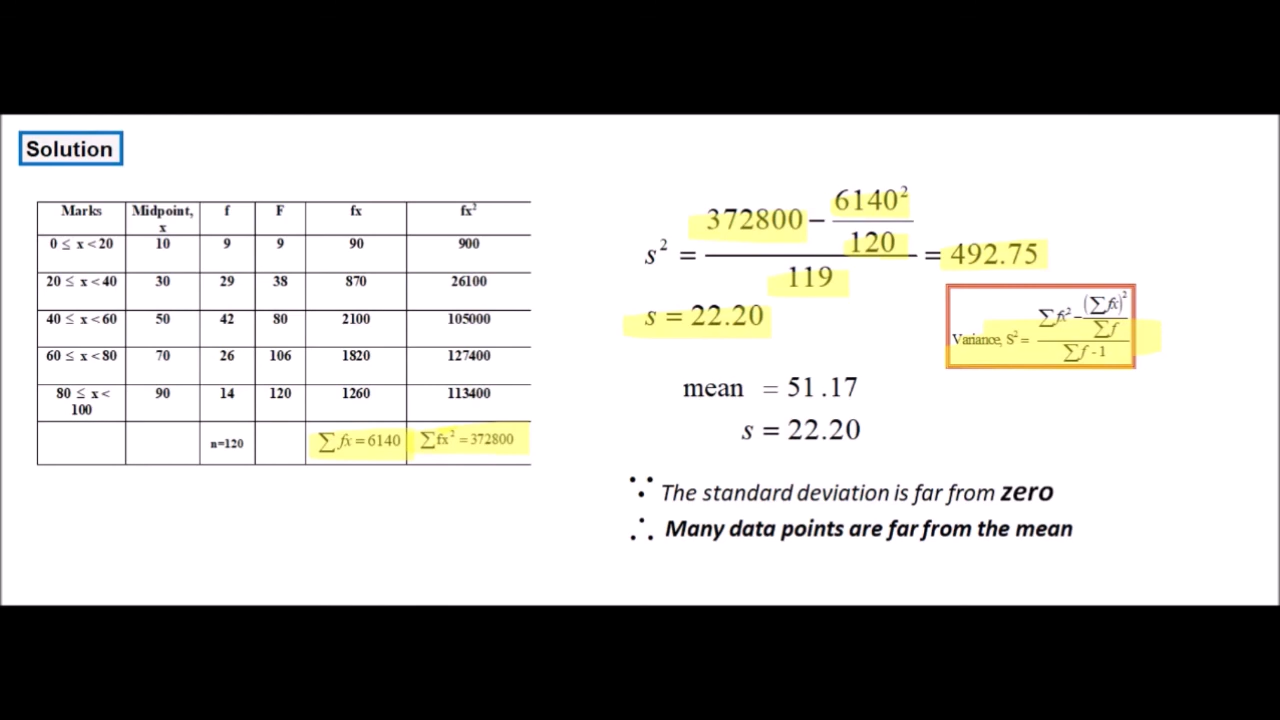 Solution
Marks Midpoint, x f F fx fx²
0 ≤ x < 20 10 9 9 90 900
20 ≤ x < 40 30 29 38 870 26100
40 ≤ x < 60 50 42 80 2100 105000
60 ≤ x < 80 70 26 106 1820 127400
80 ≤ x < 100 90 14 120 1260 113400
n=120 ∑fx = 6140 ∑fx² = 372800
s² = (372800 − 6140²/120)/119 = 492.75
s = 22.20
Variance, S² = (∑fx² − (∑fx)²/∑f)/(∑f - 1)
mean = 51.17
s = 22.20
∵ The standard deviation is far from zero
∴ Many data points are far from the mean